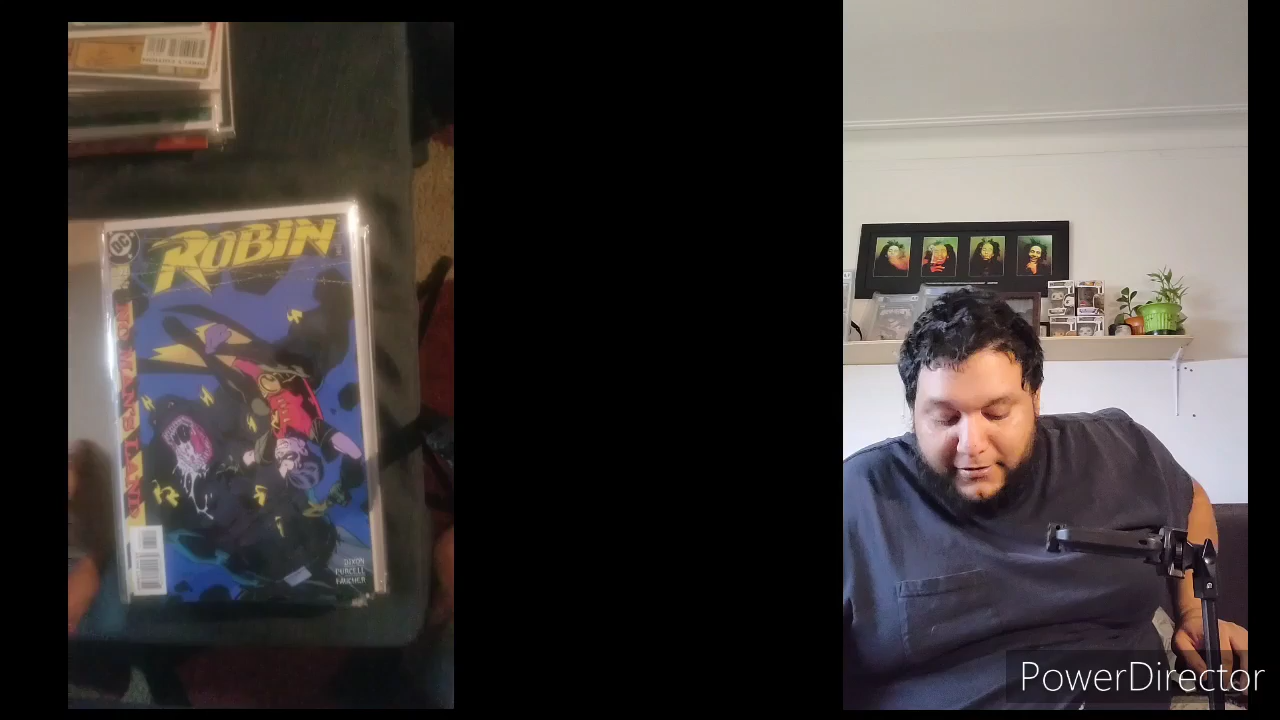 DC
ROBIN
NO MAN'S LAND
DIXON
PURCELL
FAUCHER
PowerDirector